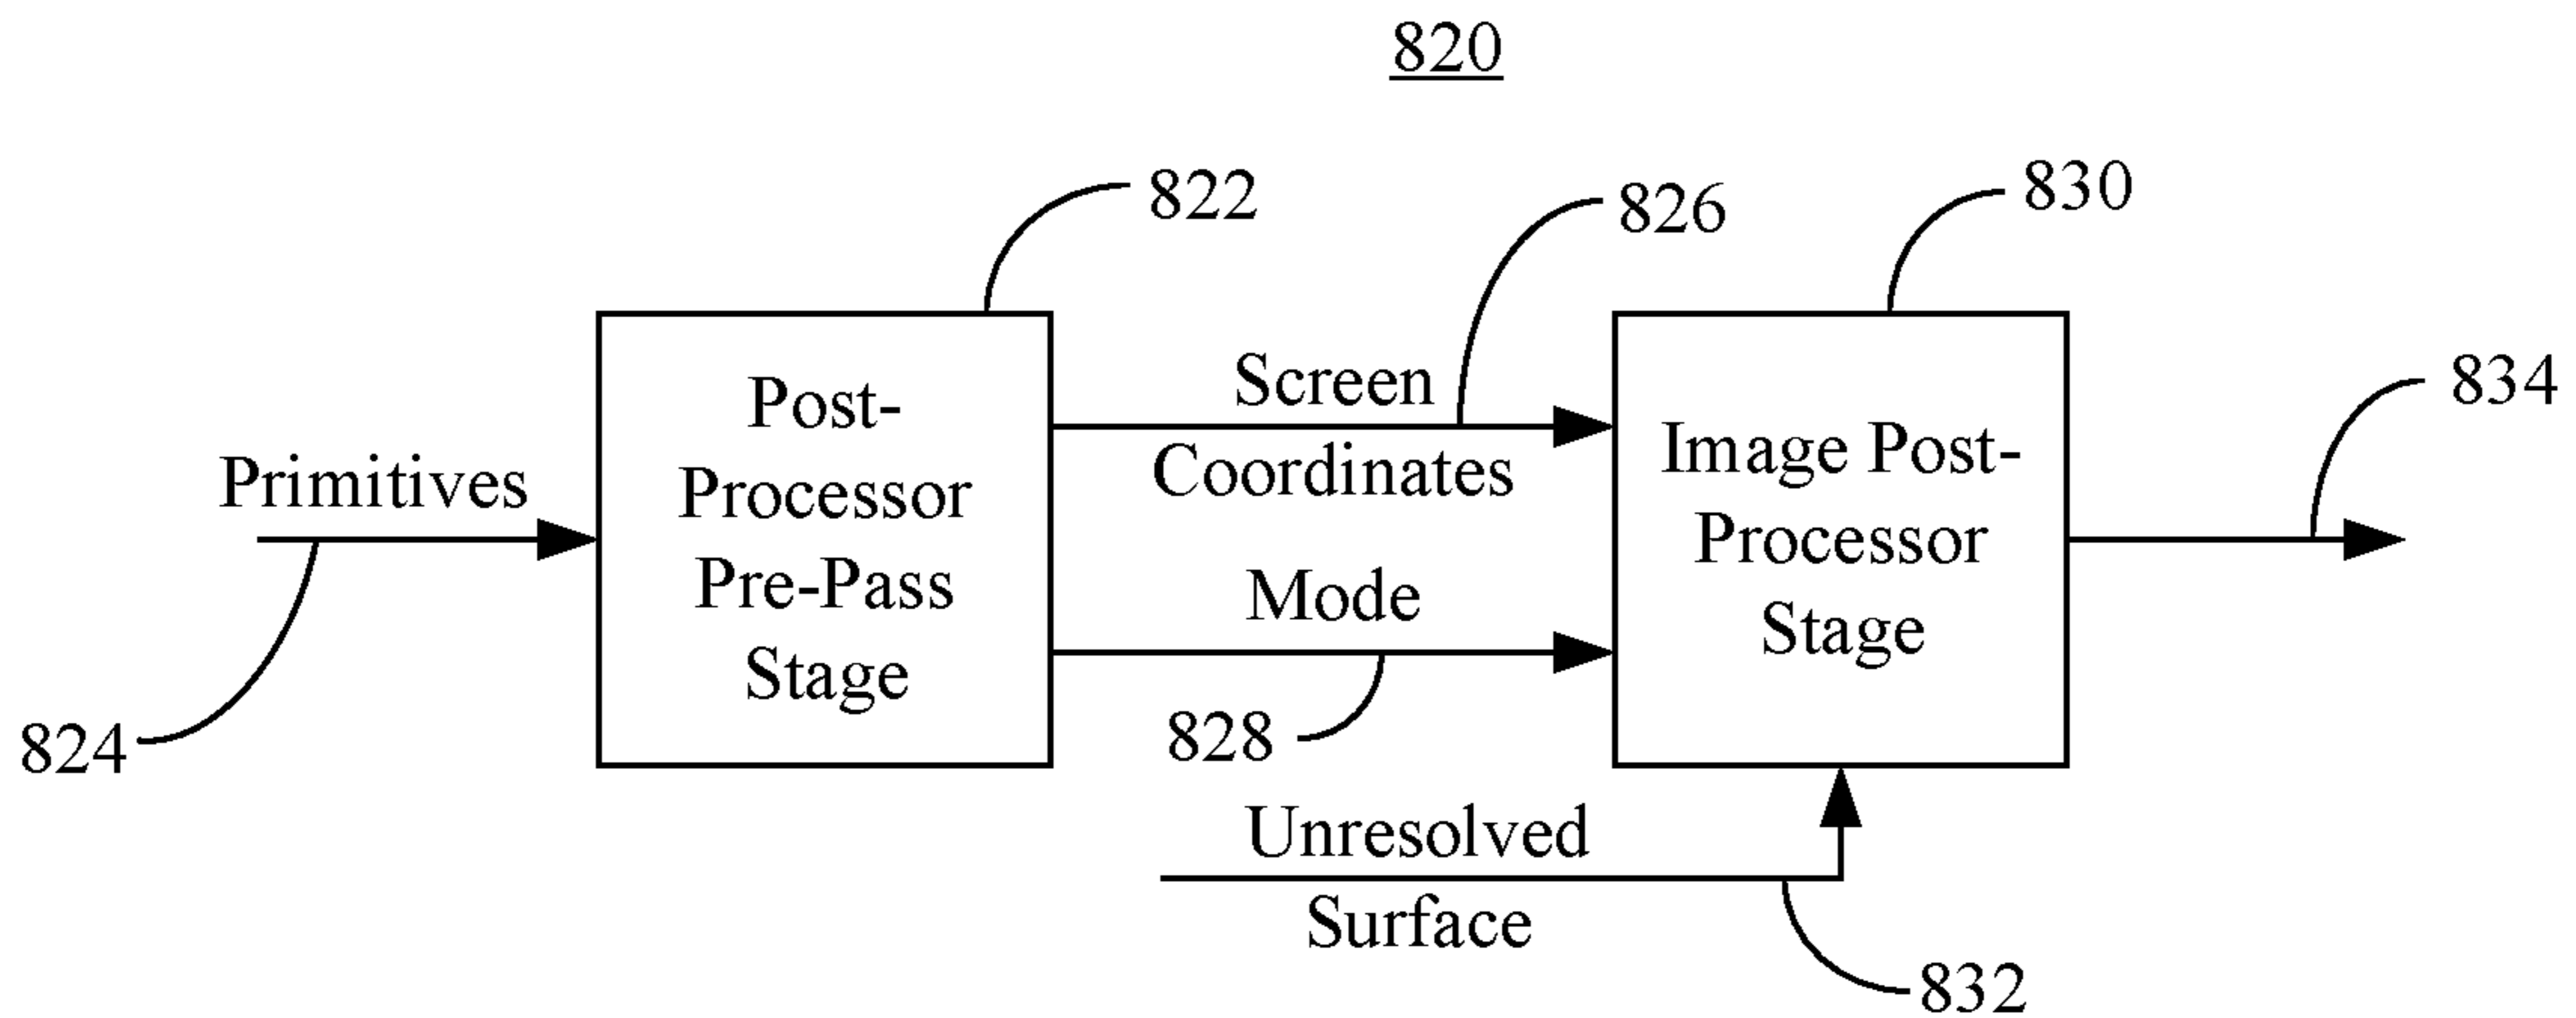 820
822
826
830
834
Primitives
824
Post-
Processor
Pre-Pass
Stage
Screen
Coordinates
Mode
828
Image Post-
Processor
Stage
Unresolved
Surface
832